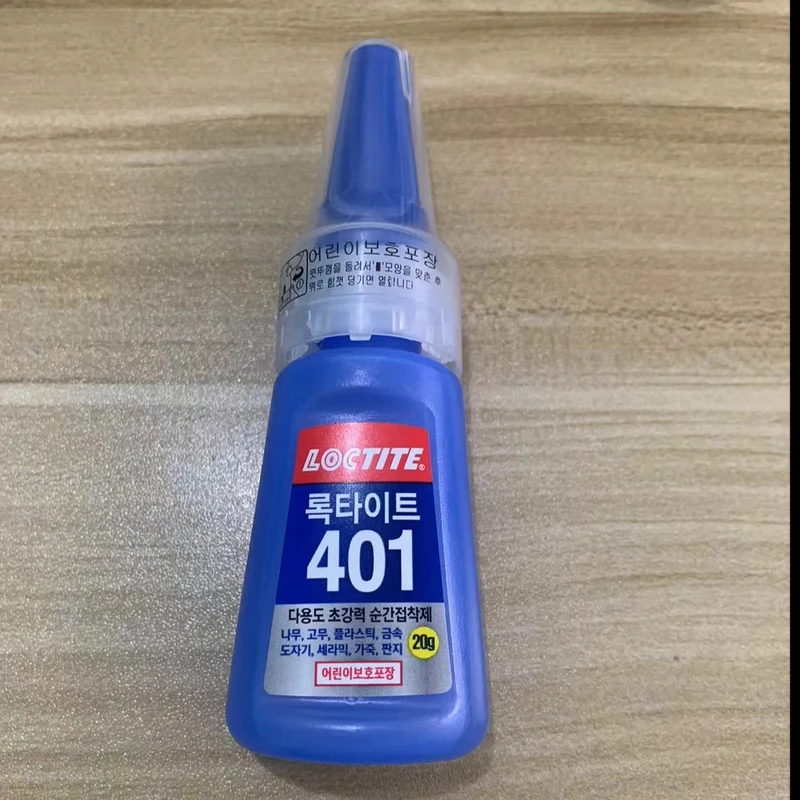 어린이보호포장
윗뚜껑을 돌려서'▮'모양을 맞춘 후
위로 힘껏 당기면 열립니다
LOCTITE®
록타이트
401
다용도 초강력 순간접착제
나무, 고무, 플라스틱, 금속
도자기, 세라믹, 가죽, 판지
20g
어린이보호포장